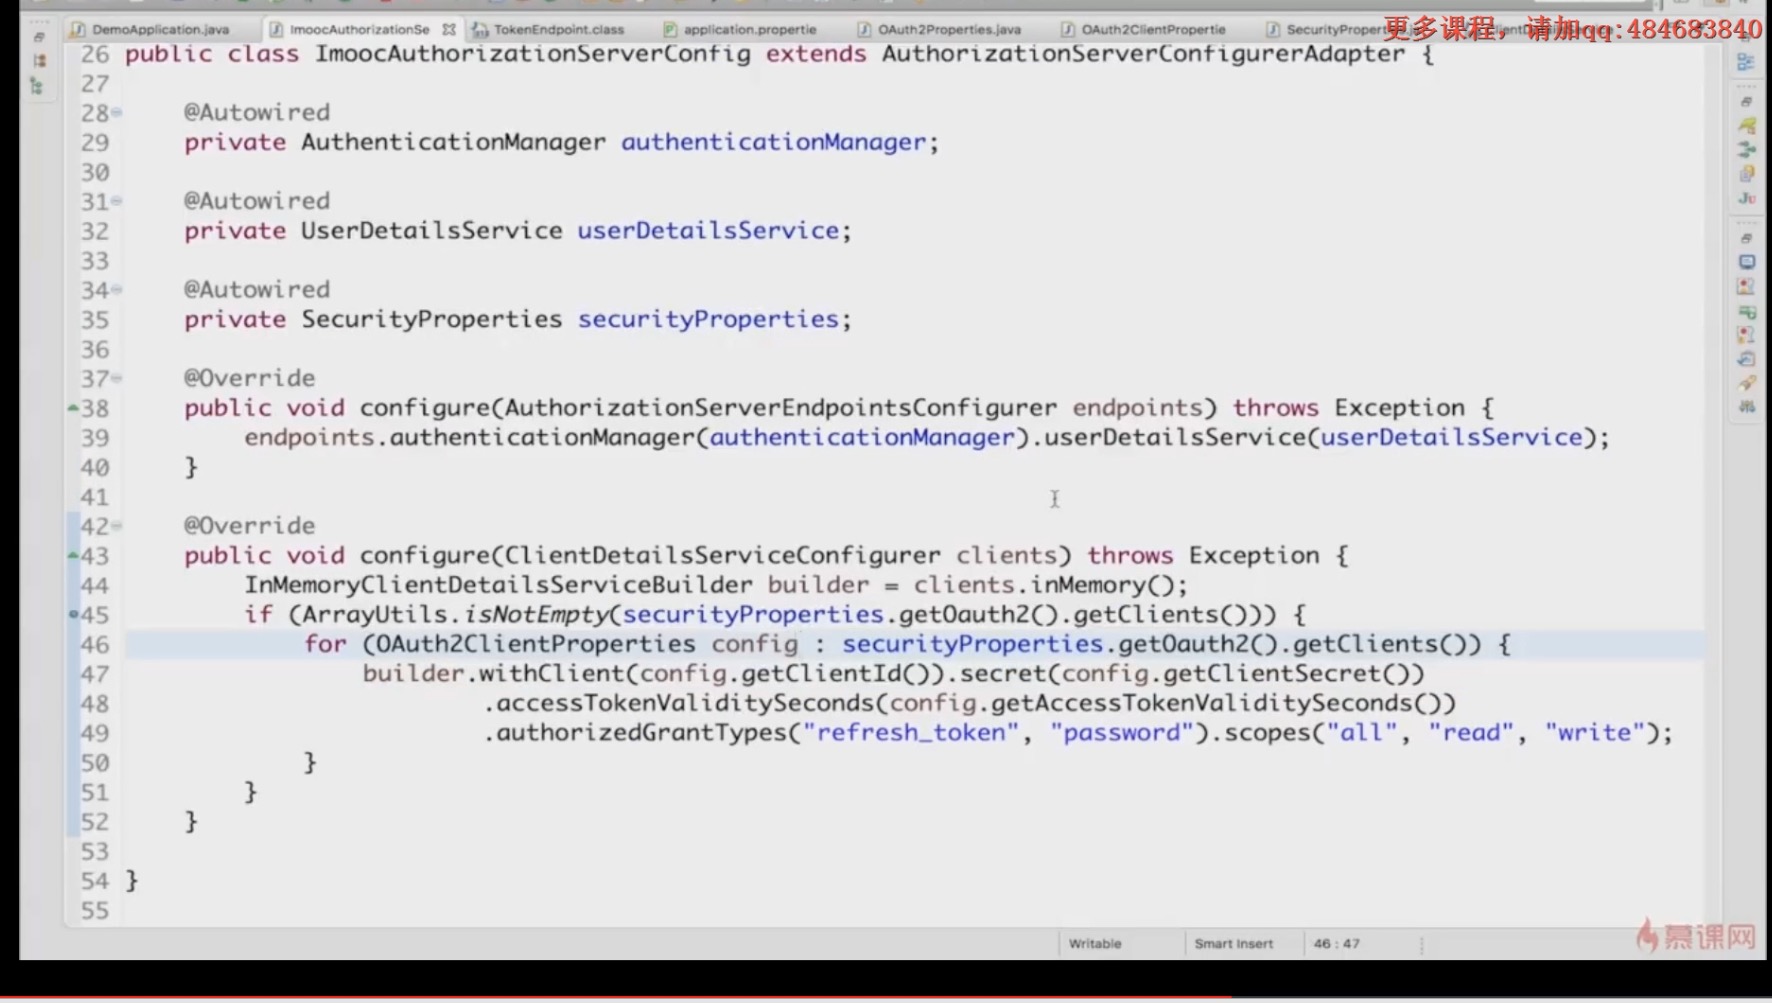 DemoApplication.java ImoocAuthorizationSe TokenEndpoint.class application.propertie OAuth2Properties.java OAuth2ClientPropertie
更多课程，请加qq:484683840
26 public class ImoocAuthorizationServerConfig extends AuthorizationServerConfigurerAdapter {
27
28 @Autowired
29 private AuthenticationManager authenticationManager;
30
31 @Autowired
32 private UserDetailsService userDetailsService;
33
34 @Autowired
35 private SecurityProperties securityProperties;
36
37 @Override
38 public void configure(AuthorizationServerEndpointsConfigurer endpoints) throws Exception {
39 endpoints.authenticationManager(authenticationManager).userDetailsService(userDetailsService);
40 }
41
42 @Override
43 public void configure(ClientDetailsServiceConfigurer clients) throws Exception {
44 InMemoryClientDetailsServiceBuilder builder = clients.inMemory();
45 if (ArrayUtils.isNotEmpty(securityProperties.getOauth2().getClients())) {
46 for (OAuth2ClientProperties config : securityProperties.getOauth2().getClients()) {
47 builder.withClient(config.getClientId()).secret(config.getClientSecret())
48 .accessTokenValiditySeconds(config.getAccessTokenValiditySeconds())
49 .authorizedGrantTypes("refresh_token", "password").scopes("all", "read", "write");
50 }
51 }
52 }
53
54 }
55
Writable Smart Insert 46 : 47
慕课网